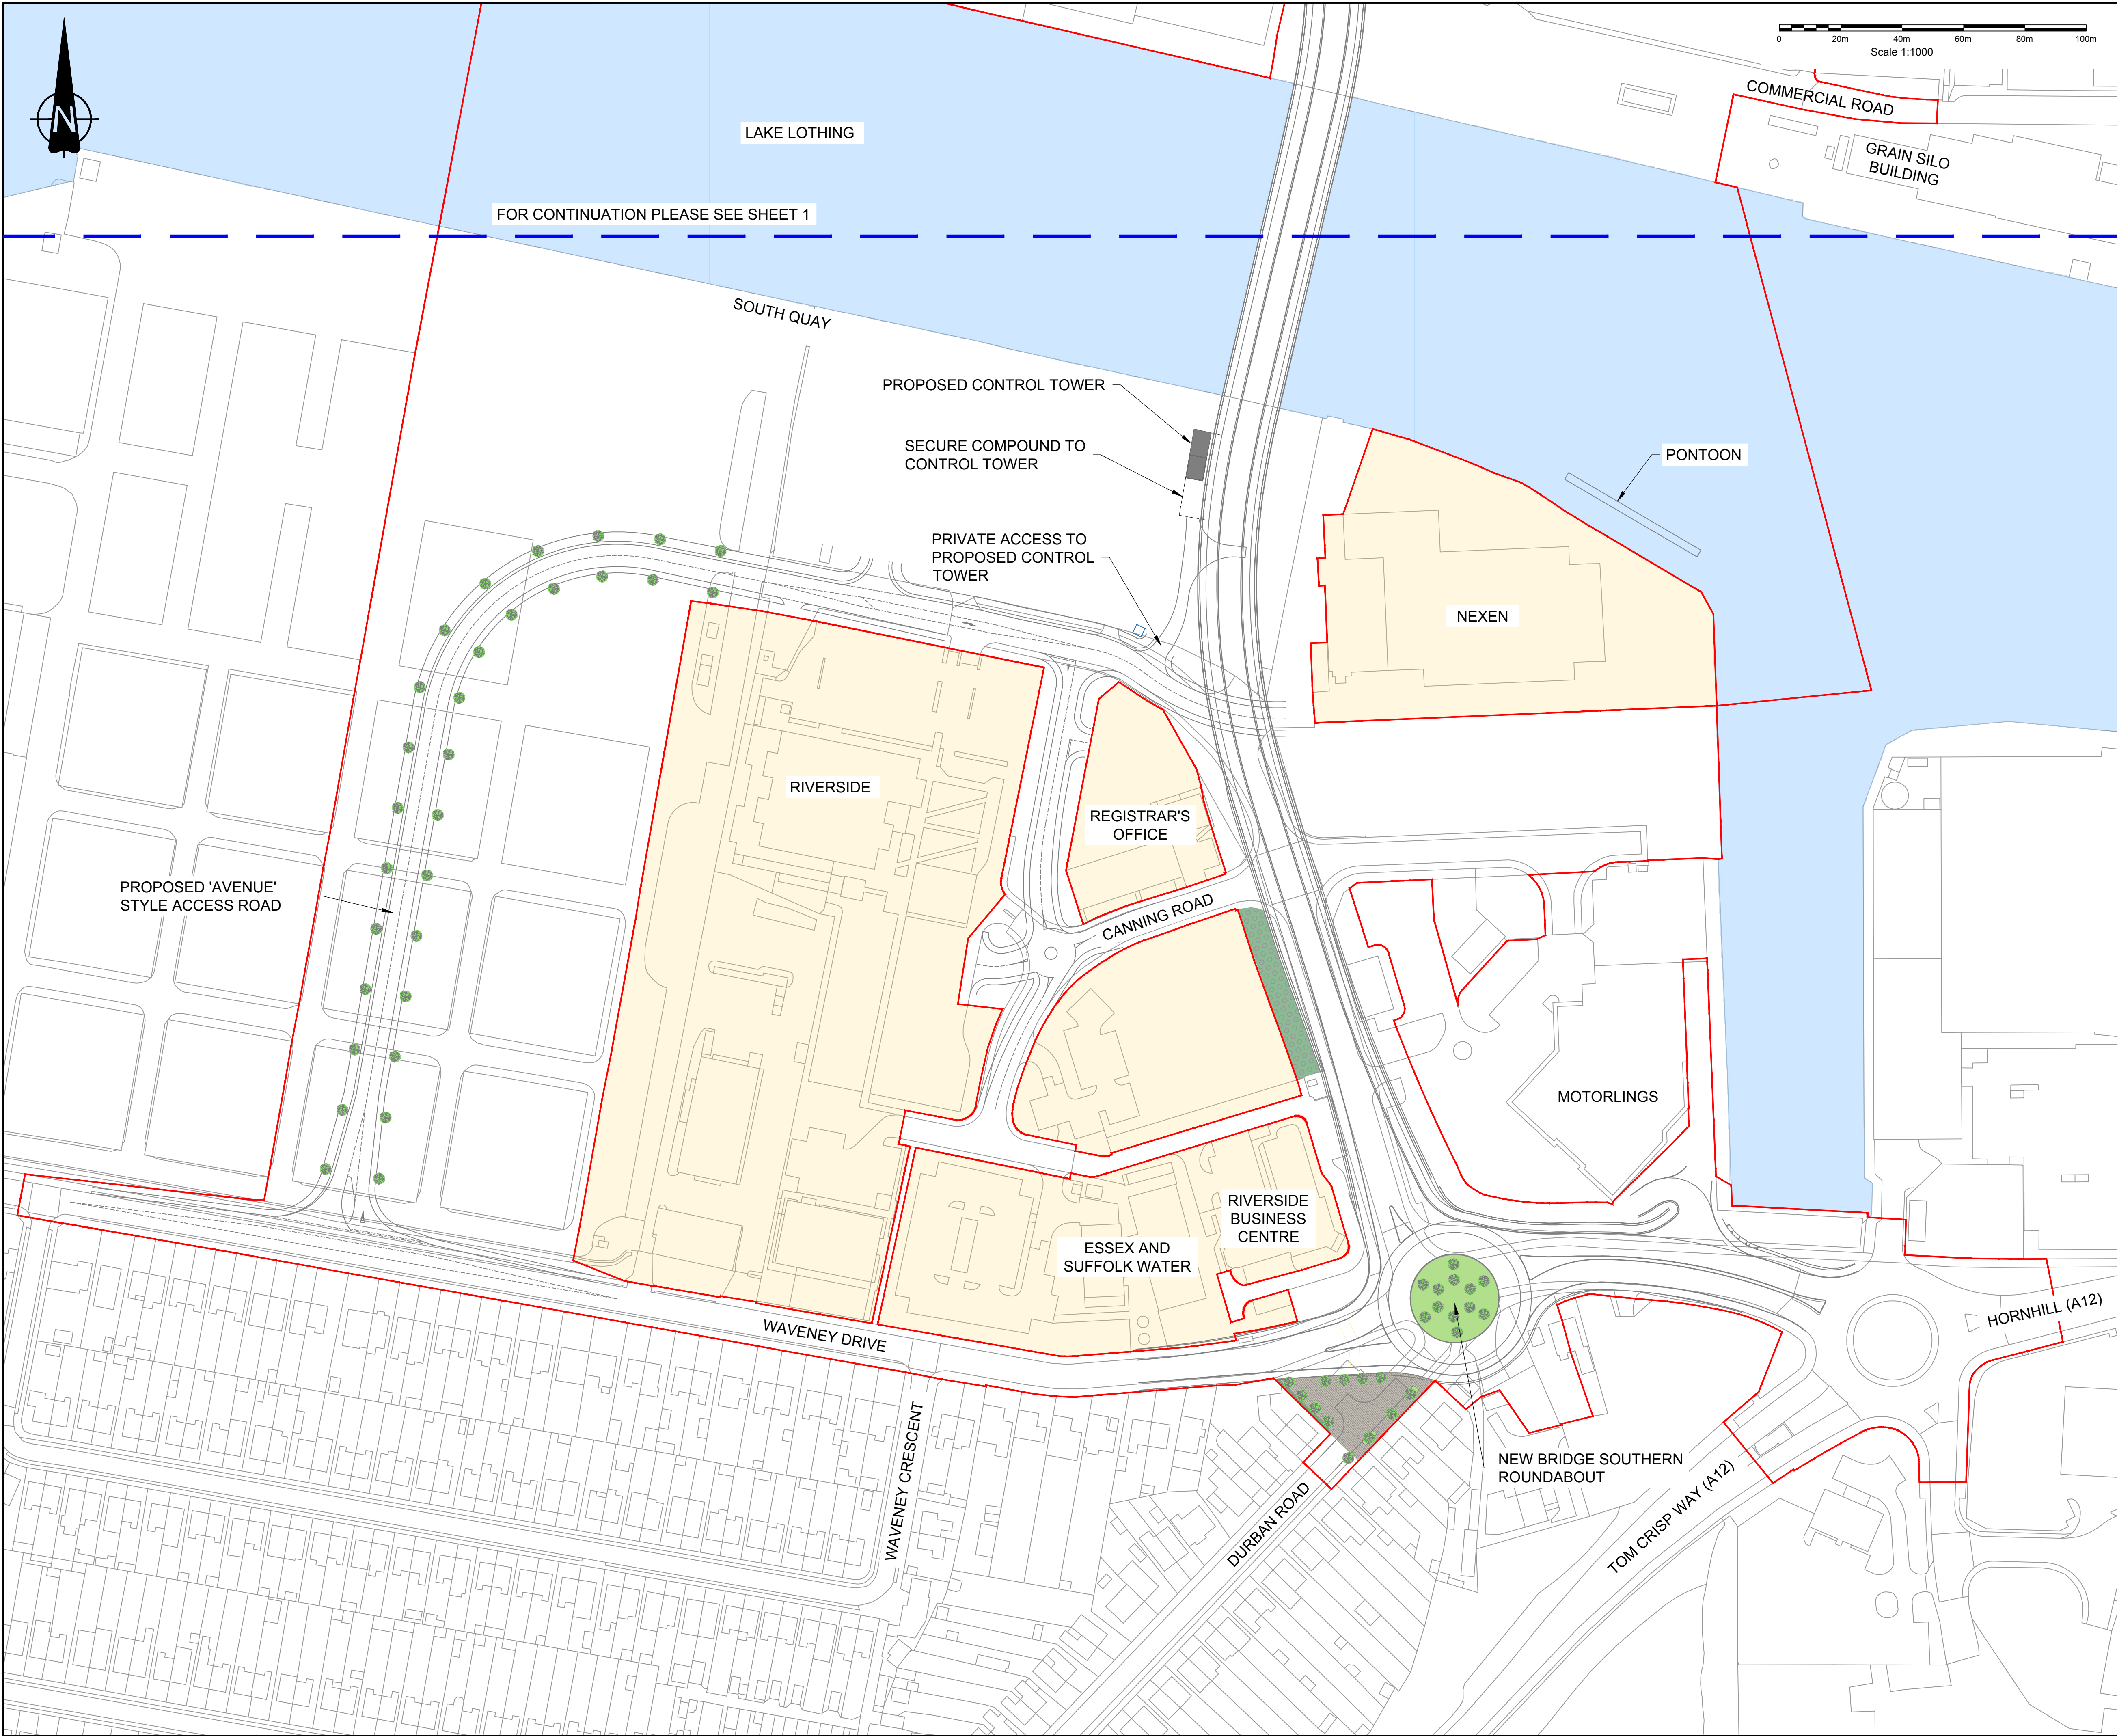 0 20m 40m 60m 80m 100m
Scale 1:1000
N
COMMERCIAL ROAD
LAKE LOTHING
GRAIN SILO
BUILDING
FOR CONTINUATION PLEASE SEE SHEET 1
SOUTH QUAY
PROPOSED CONTROL TOWER
SECURE COMPOUND TO
CONTROL TOWER
PONTOON
PRIVATE ACCESS TO
PROPOSED CONTROL
TOWER
NEXEN
RIVERSIDE
REGISTRAR'S
OFFICE
PROPOSED 'AVENUE'
STYLE ACCESS ROAD
CANNING ROAD
MOTORLINGS
RIVERSIDE
BUSINESS
CENTRE
ESSEX AND
SUFFOLK WATER
HORNHILL (A12)
WAVENEY DRIVE
WAVENEY CRESCENT
NEW BRIDGE SOUTHERN
ROUNDABOUT
DURBAN ROAD
TOM CRISP WAY (A12)